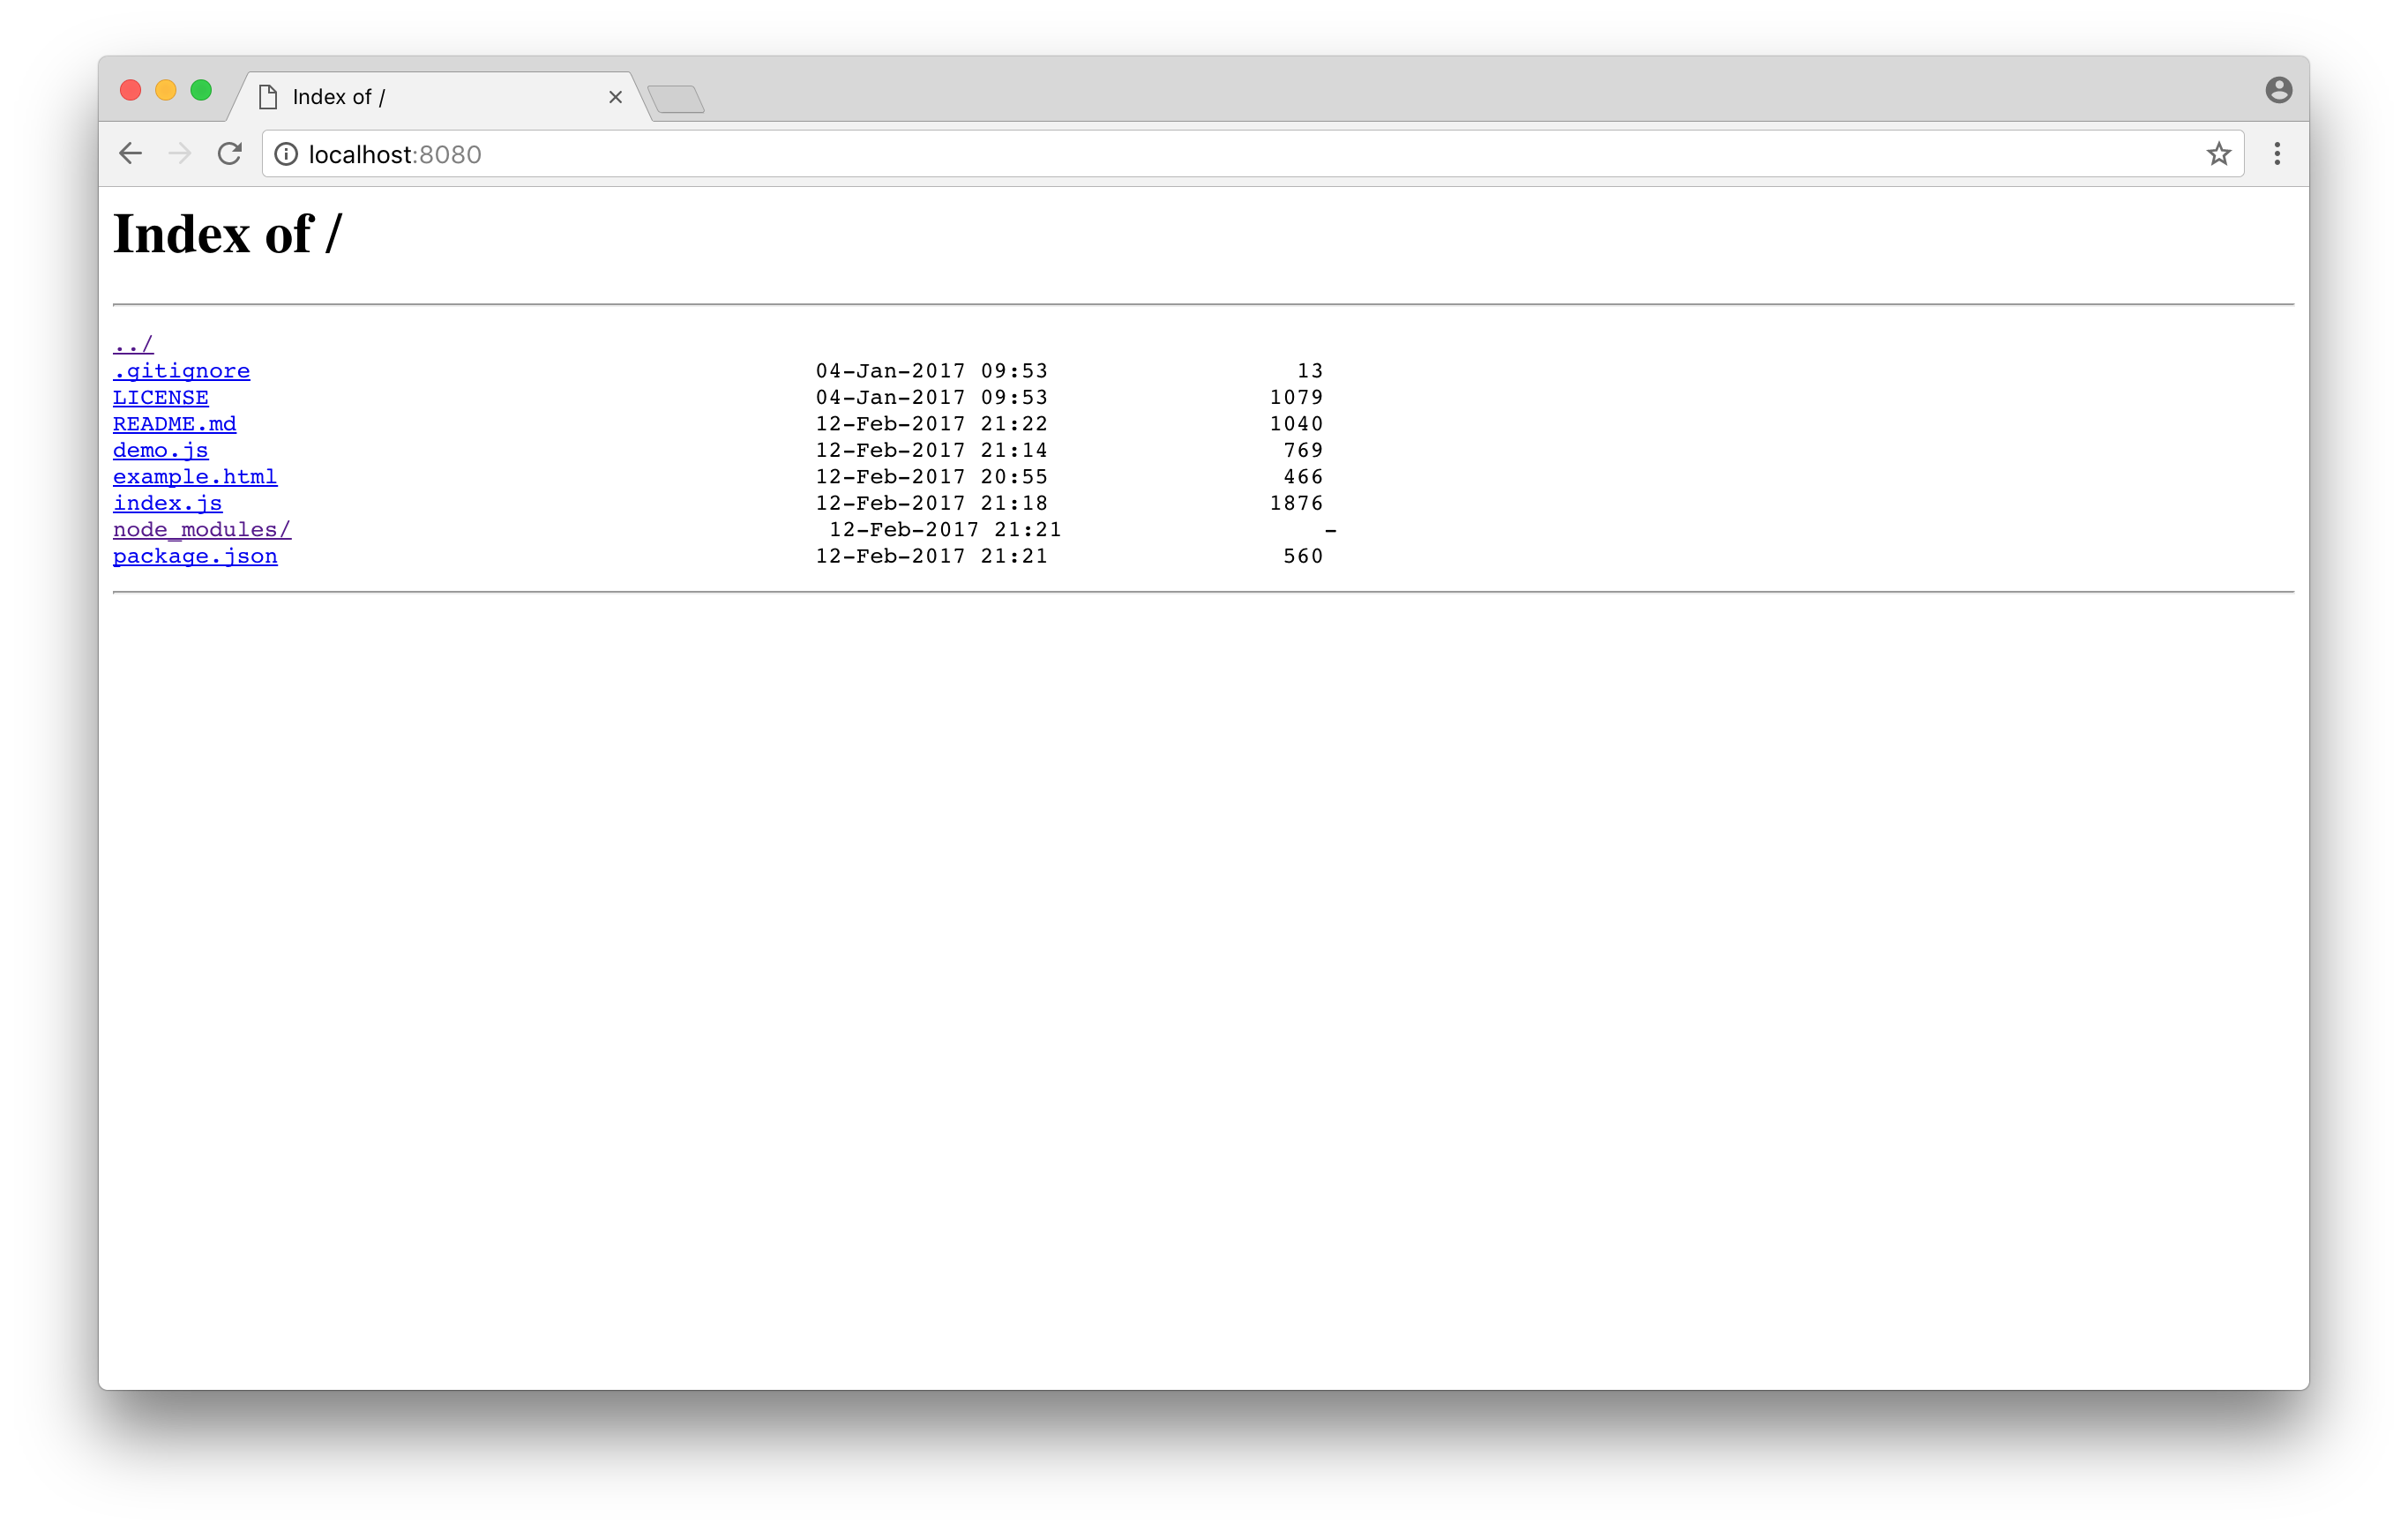 Index of /
localhost:8080
Index of /
../
.gitignore 04-Jan-2017 09:53 13
LICENSE 04-Jan-2017 09:53 1079
README.md 12-Feb-2017 21:22 1040
demo.js 12-Feb-2017 21:14 769
example.html 12-Feb-2017 20:55 466
index.js 12-Feb-2017 21:18 1876
node_modules/ 12-Feb-2017 21:21 -
package.json 12-Feb-2017 21:21 560